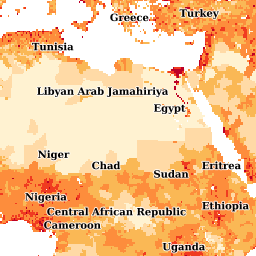 Greece
Turkey
Tunisia
Libyan Arab Jamahiriya
Egypt
Niger
Chad
Sudan
Eritrea
Nigeria
Central African Republic
Ethiopia
Cameroon
Uganda